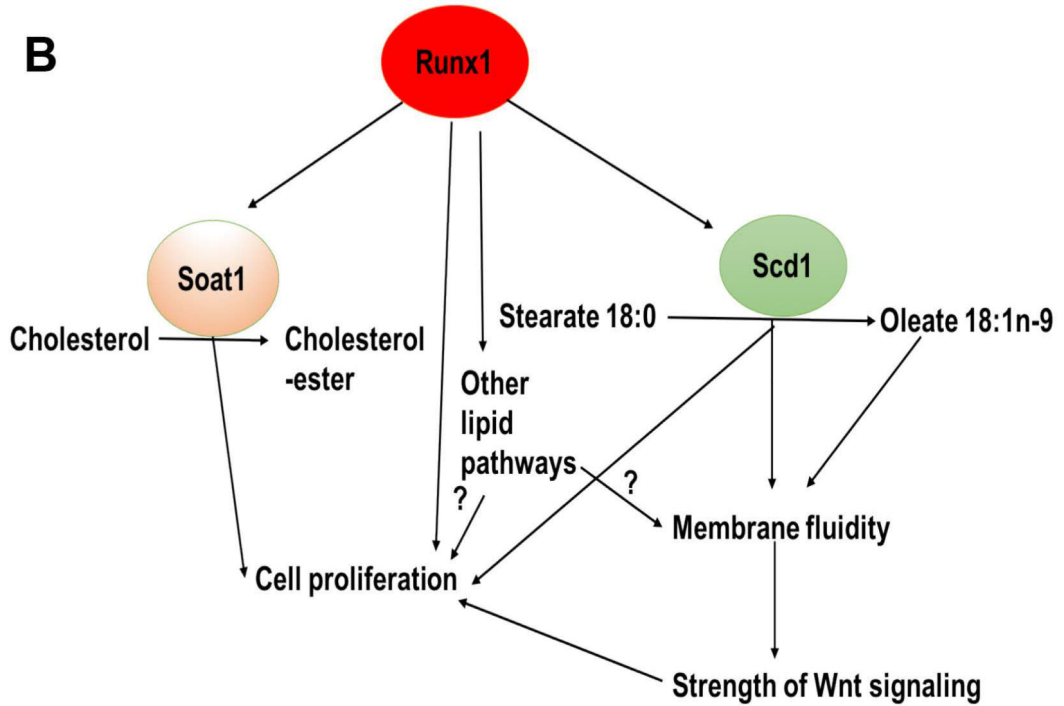 B
Runx1
Soat1
Scd1
Cholesterol
Cholesterol
-ester
Stearate 18:0
Oleate 18:1n-9
Other
lipid
pathways
?
?
Membrane fluidity
Cell proliferation
Strength of Wnt signaling